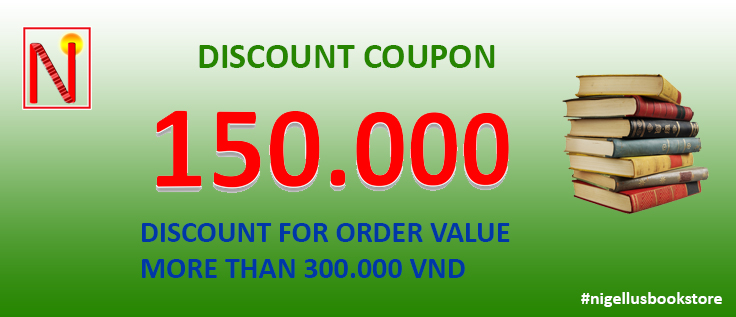 DISCOUNT COUPON
150.000
DISCOUNT FOR ORDER VALUE
MORE THAN 300.000 VND
#nigellusbookstore